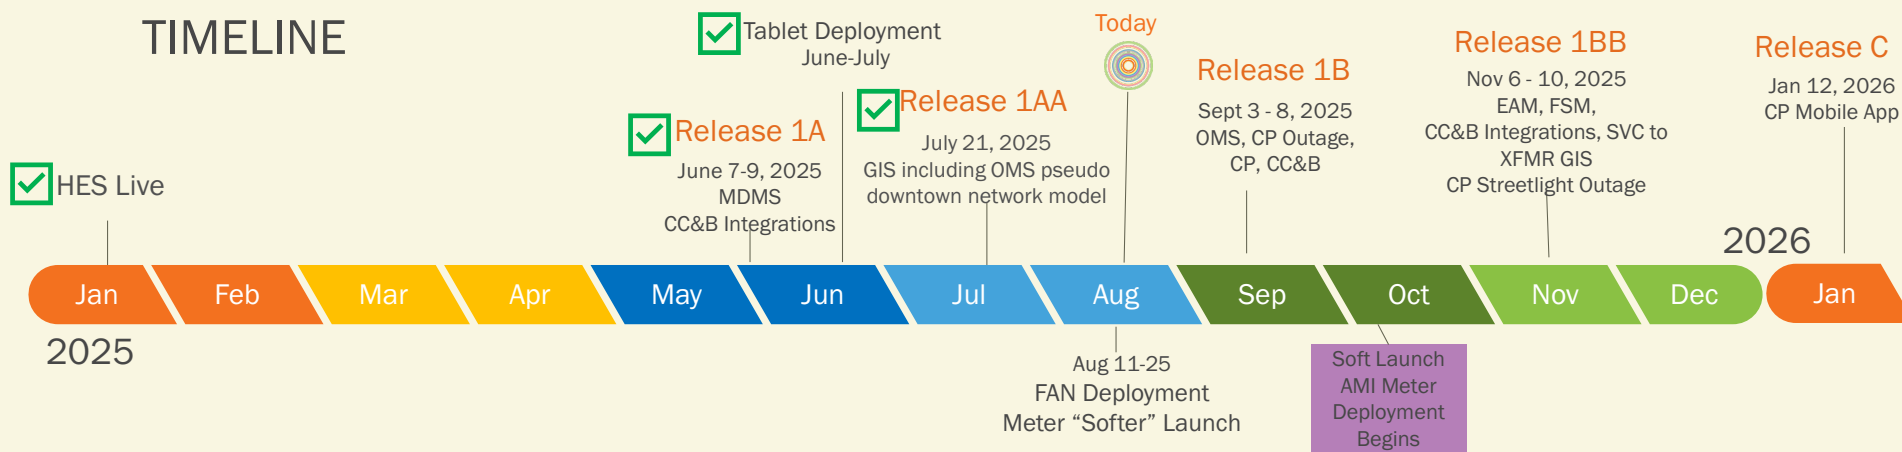 TIMELINE
HES Live
Release 1A
June 7-9, 2025
MDMS
CC&B Integrations
Tablet Deployment
June-July
Release 1AA
July 21, 2025
GIS including OMS pseudo
downtown network model
Today
Release 1B
Sept 3 - 8, 2025
OMS, CP Outage,
CP, CC&B
Release 1BB
Nov 6 - 10, 2025
EAM, FSM,
CC&B Integrations, SVC to
XFMR GIS
CP Streetlight Outage
Release C
Jan 12, 2026
CP Mobile App
2026
Jan Feb Mar Apr May Jun Jul Aug Sep Oct Nov Dec Jan
2025
Aug 11-25
FAN Deployment
Meter “Softer” Launch
Soft Launch
AMI Meter
Deployment
Begins